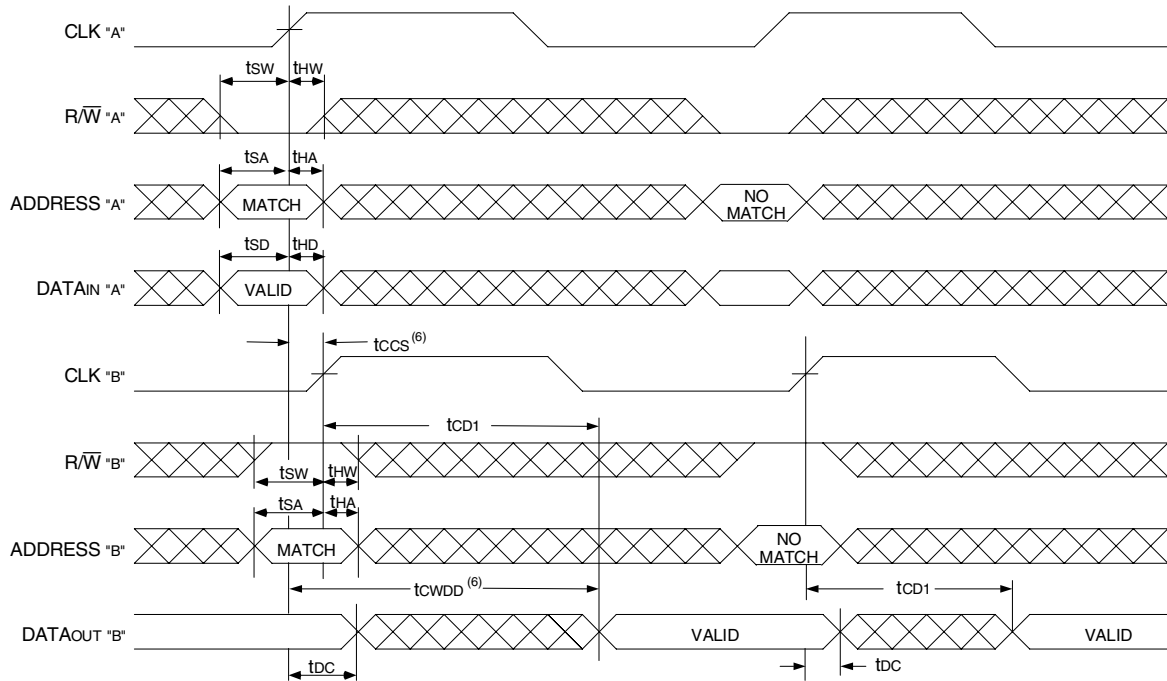 CLK "A"
tSW tHW
R/W̅ "A"
tSA tHA
ADDRESS "A" MATCH NO MATCH
tSD tHD
DATAIN "A" VALID
tCCS(6)
CLK "B"
tCD1
R/W̅ "B"
tSW tHW
tSA tHA
ADDRESS "B" MATCH NO MATCH
tCWDD(6) tCD1
DATAOUT "B" VALID VALID
tDC tDC